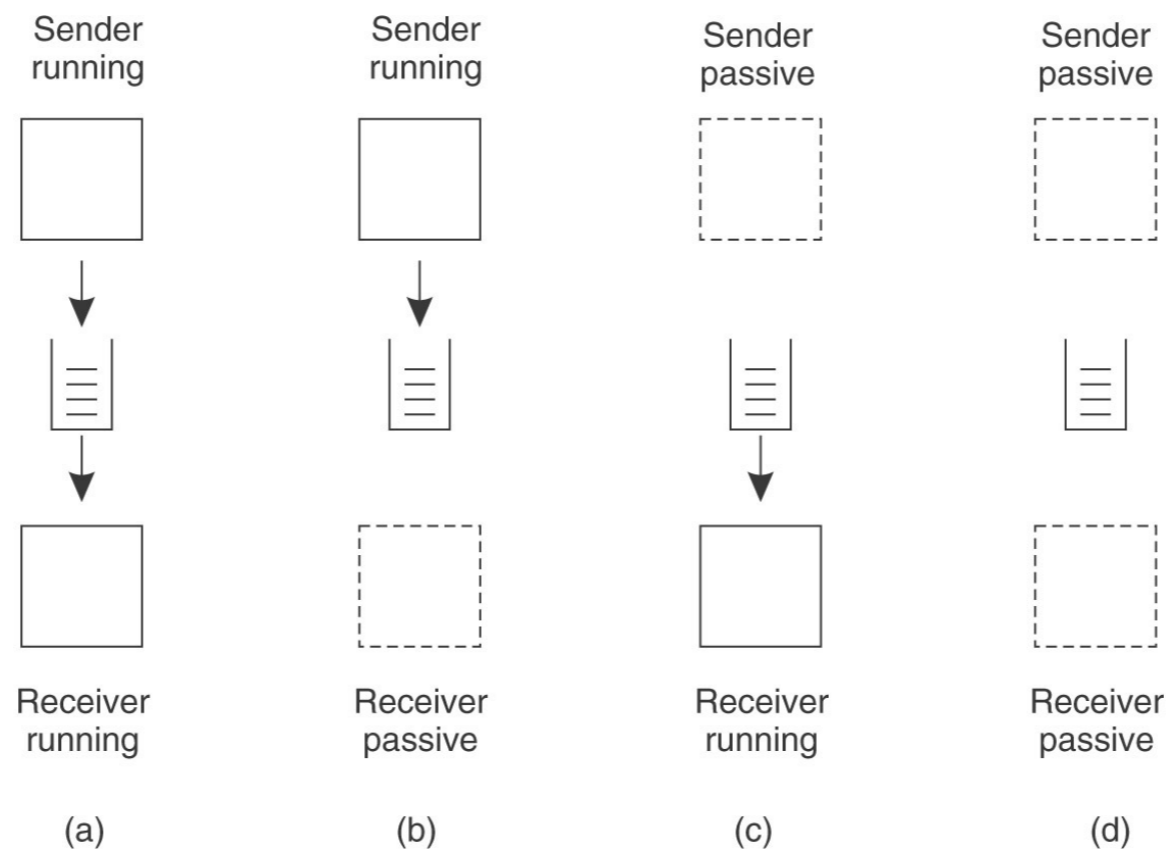 Sender
running
Sender
running
Sender
passive
Sender
passive
Receiver
running
Receiver
passive
Receiver
running
Receiver
passive
(a)
(b)
(c)
(d)